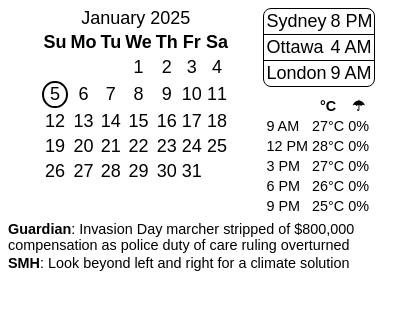 January 2025
Su Mo Tu We Th Fr Sa
1 2 3 4
5 6 7 8 9 10 11
12 13 14 15 16 17 18
19 20 21 22 23 24 25
26 27 28 29 30 31
Sydney 8 PM
Ottawa 4 AM
London 9 AM
°C ☂
9 AM 27°C 0%
12 PM 28°C 0%
3 PM 27°C 0%
6 PM 26°C 0%
9 PM 25°C 0%
Guardian: Invasion Day marcher stripped of $800,000
compensation as police duty of care ruling overturned
SMH: Look beyond left and right for a climate solution